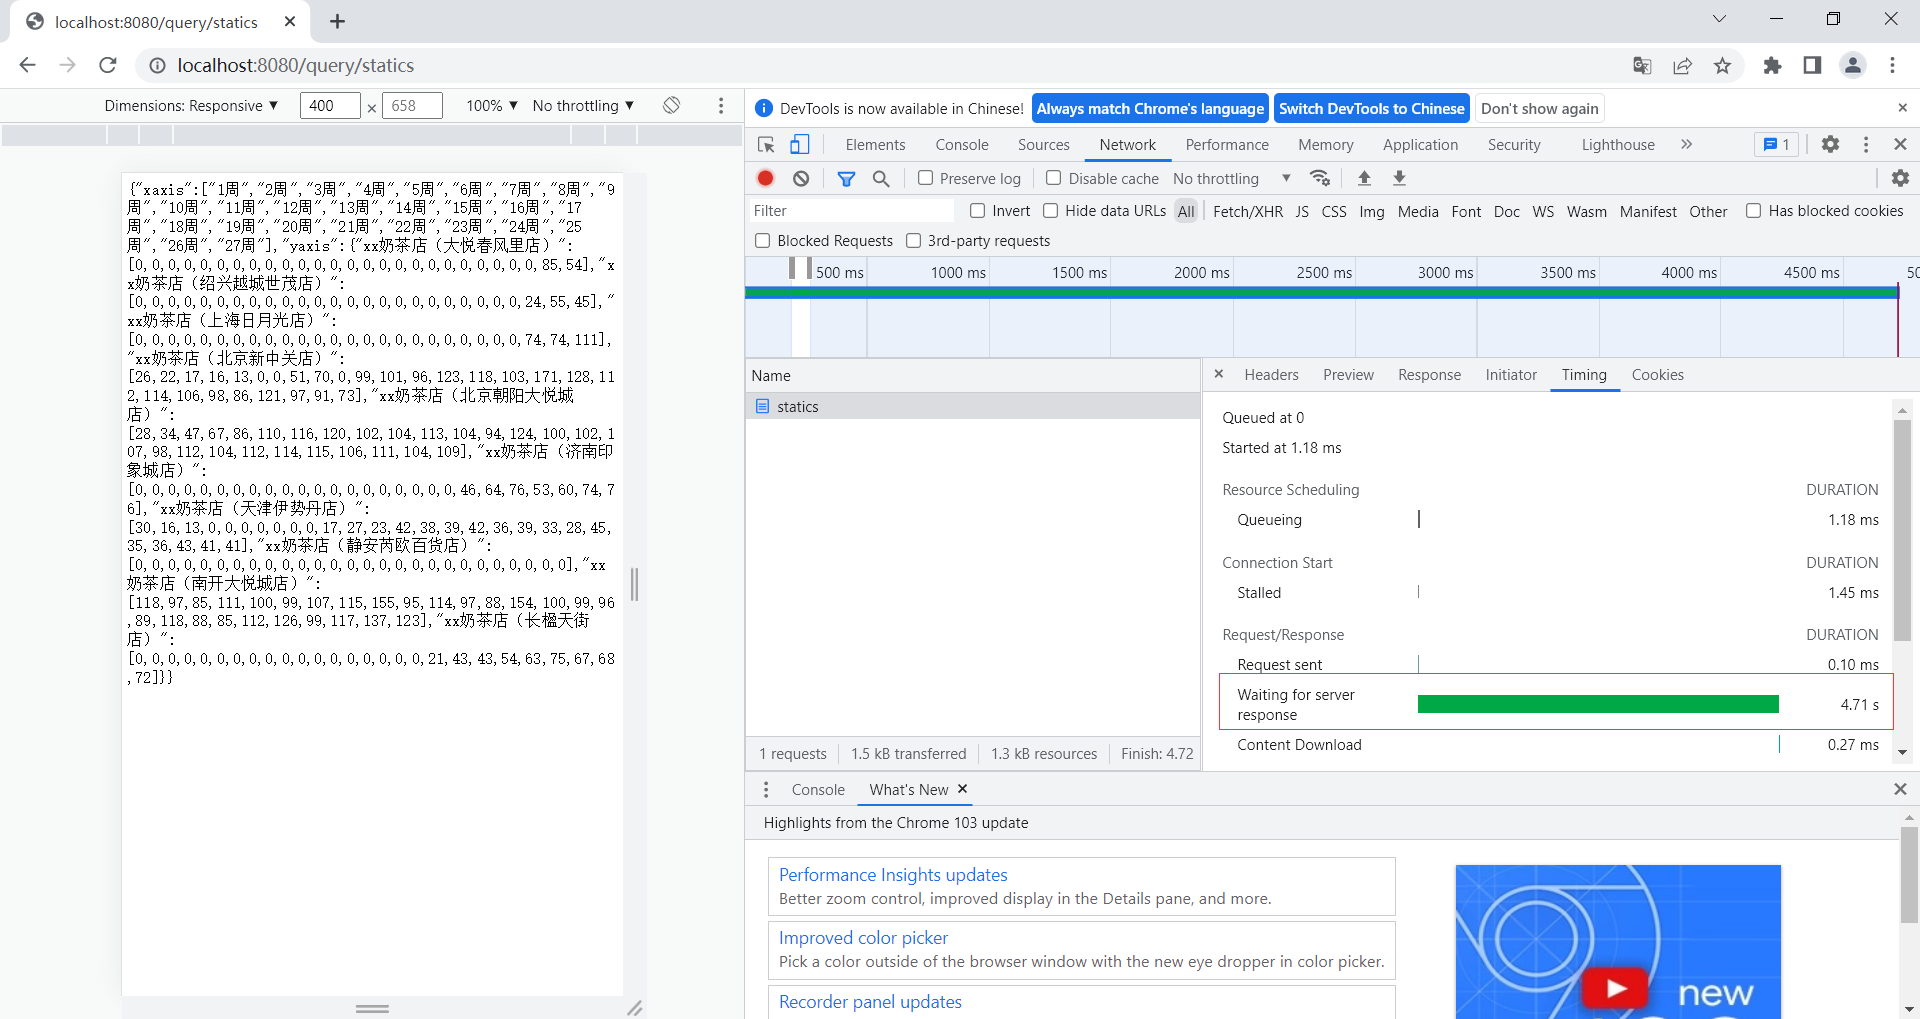 localhost:8080/query/statics
localhost:8080/query/statics
Dimensions: Responsive ▼ 400 × 658 100% ▼ No throttling ▼
{"xaxis":["1周","2周","3周","4周","5周","6周","7周","8周","9
周","10周","11周","12周","13周","14周","15周","16周","17
周","18周","19周","20周","21周","22周","23周","24周","25
周","26周","27周"],"yaxis":{"xx奶茶店（大悦春风里店）":
[0,0,0,0,0,0,0,0,0,0,0,0,0,0,0,0,0,0,0,0,0,0,0,0,0,85,54],"x
x奶茶店（绍兴越城世茂店）":
[0,0,0,0,0,0,0,0,0,0,0,0,0,0,0,0,0,0,0,0,0,0,0,0,24,55,45],"
xx奶茶店（上海日月光店）":
[0,0,0,0,0,0,0,0,0,0,0,0,0,0,0,0,0,0,0,0,0,0,0,0,74,74,111],
"xx奶茶店（北京新中关店）":
[26,22,17,16,13,0,0,51,70,0,99,101,96,123,118,103,171,128,11
2,114,106,98,86,121,97,91,73],"xx奶茶店（北京朝阳大悦城
店）":
[28,34,47,67,86,110,116,120,102,104,113,104,94,124,100,102,1
07,98,112,104,112,114,115,106,111,104,109],"xx奶茶店（济南印
象城店）":
[0,0,0,0,0,0,0,0,0,0,0,0,0,0,0,0,0,0,0,0,46,64,76,53,60,74,7
6],"xx奶茶店（天津伊势丹店）":
[30,16,13,0,0,0,0,0,0,0,17,27,23,42,38,39,42,36,39,33,28,45,
35,36,43,41,41],"xx奶茶店（静安芮欧百货店）":
[0,0,0,0,0,0,0,0,0,0,0,0,0,0,0,0,0,0,0,0,0,0,0,0,0,0,0],"xx
奶茶店（南开大悦城店）":
[118,97,85,111,100,99,107,115,155,95,114,97,88,154,100,99,96
,89,118,88,85,112,126,99,117,137,123],"xx奶茶店（长楹天街
店）":
[0,0,0,0,0,0,0,0,0,0,0,0,0,0,0,0,0,0,21,43,43,54,63,75,67,68
,72]}}
DevTools is now available in Chinese! Always match Chrome's language Switch DevTools to Chinese Don't show again
Elements Console Sources Network Performance Memory Application Security Lighthouse » 1
Preserve log Disable cache No throttling ▼
Filter Invert Hide data URLs All Fetch/XHR JS CSS Img Media Font Doc WS Wasm Manifest Other Has blocked cookies
Blocked Requests 3rd-party requests
500 ms 1000 ms 1500 ms 2000 ms 2500 ms 3000 ms 3500 ms 4000 ms 4500 ms 50
Name
statics
1 requests 1.5 kB transferred 1.3 kB resources Finish: 4.72
Headers Preview Response Initiator Timing Cookies
Queued at 0
Started at 1.18 ms
Resource Scheduling DURATION
Queueing 1.18 ms
Connection Start DURATION
Stalled 1.45 ms
Request/Response DURATION
Request sent 0.10 ms
Waiting for server
response 4.71 s
Content Download 0.27 ms
Console What's New
Highlights from the Chrome 103 update
Performance Insights updates
Better zoom control, improved display in the Details pane, and more.
Improved color picker
Pick a color outside of the browser window with the new eye dropper in color picker.
Recorder panel updates
new